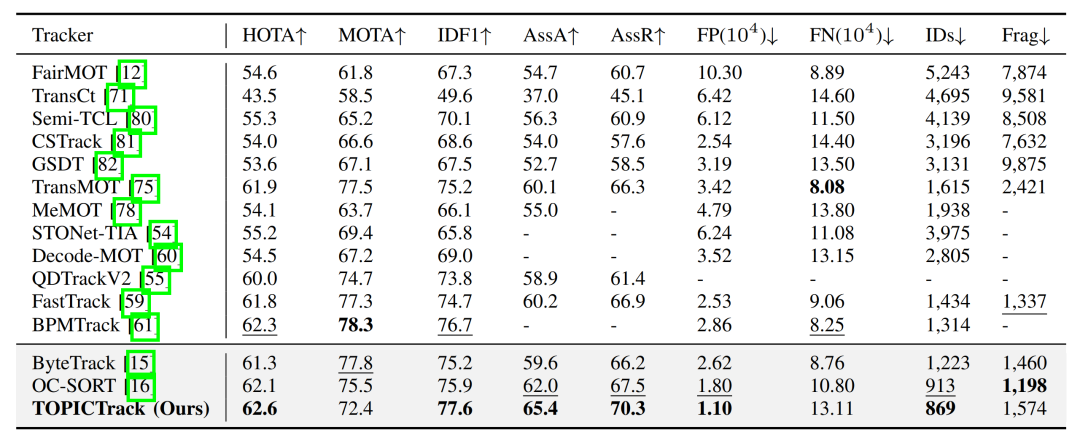 Tracker HOTA↑ MOTA↑ IDF1↑ AssA↑ AssR↑ FP(10⁴)↓ FN(10⁴)↓ IDs↓ Frag↓
FairMOT [12] 54.6 61.8 67.3 54.7 60.7 10.30 8.89 5,243 7,874
TransCt [71] 43.5 58.5 49.6 37.0 45.1 6.42 14.60 4,695 9,581
Semi-TCL [80] 55.3 65.2 70.1 56.3 60.9 6.12 11.50 4,139 8,508
CSTrack [81] 54.0 66.6 68.6 54.0 57.6 2.54 14.40 3,196 7,632
GSDT [82] 53.6 67.1 67.5 52.7 58.5 3.19 13.50 3,131 9,875
TransMOT [75] 61.9 77.5 75.2 60.1 66.3 3.42 8.08 1,615 2,421
MeMOT [78] 54.1 63.7 66.1 55.0 - 4.79 13.80 1,938 -
STONet-TIA [54] 55.2 69.4 65.8 - - 6.24 11.08 3,975 -
Decode-MOT [60] 54.5 67.2 69.0 - - 3.52 13.15 2,805 -
QDTrackV2 [55] 60.0 74.7 73.8 58.9 61.4 - - - -
FastTrack [59] 61.8 77.3 74.7 60.2 66.9 2.53 9.06 1,434 1,337
BPMTrack [61] 62.3 78.3 76.7 - - 2.86 8.25 1,314 -
ByteTrack [15] 61.3 77.8 75.2 59.6 66.2 2.62 8.76 1,223 1,460
OC-SORT [16] 62.1 75.5 75.9 62.0 67.5 1.80 10.80 913 1,198
TOPICTrack (Ours) 62.6 72.4 77.6 65.4 70.3 1.10 13.11 869 1,574